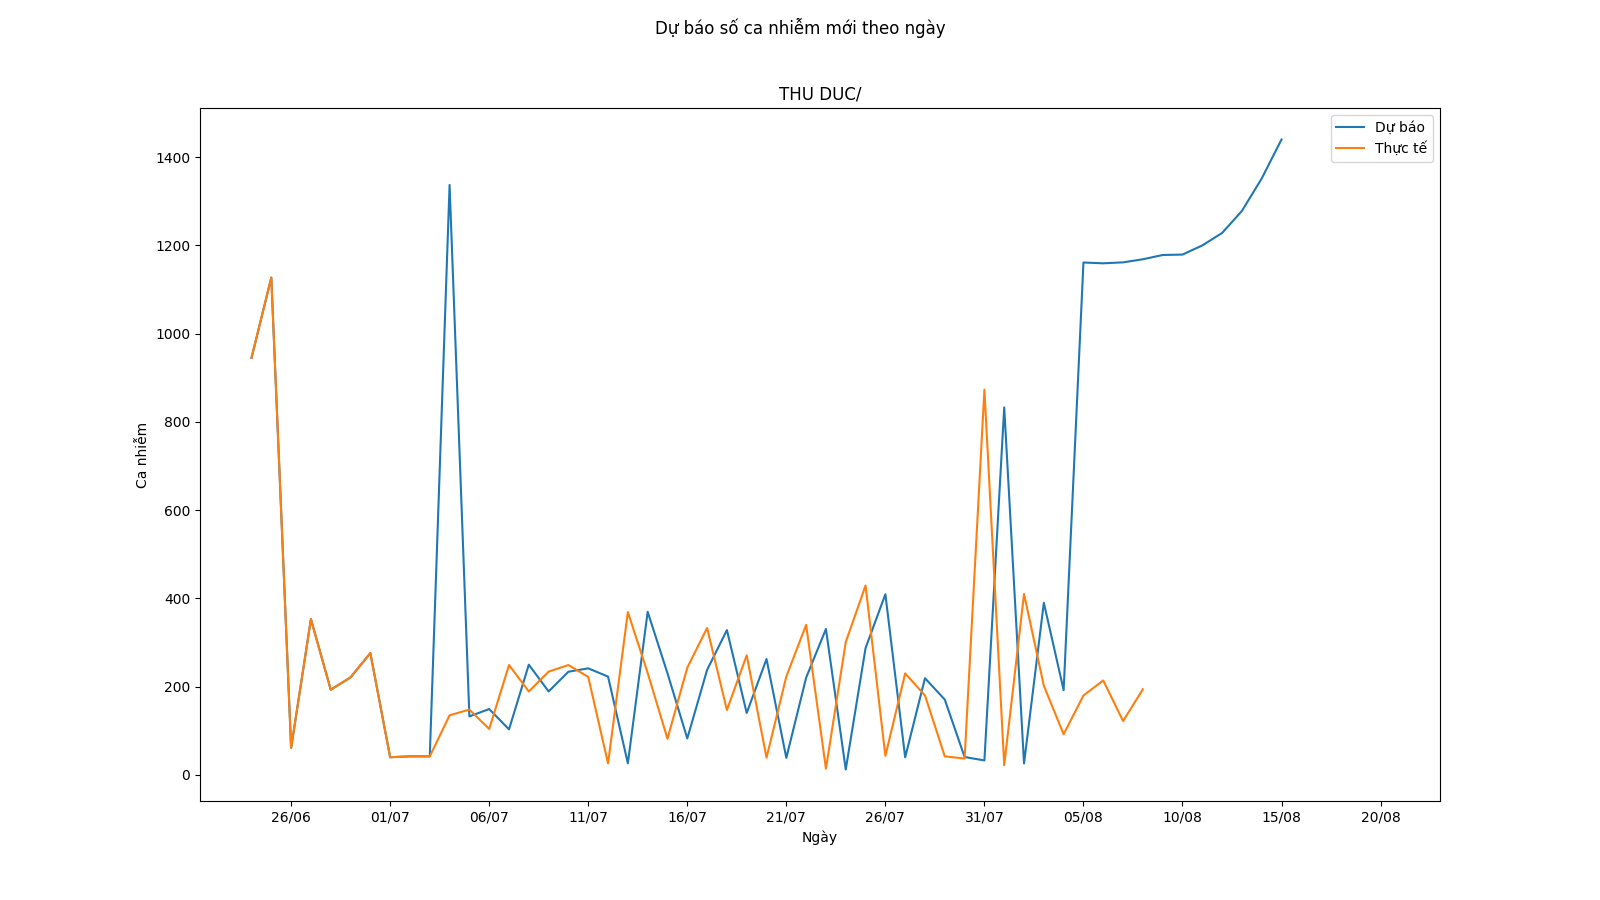 Dự báo số ca nhiễm mới theo ngày
THU DUC/
Dự báo
Thực tế
1400
1200
1000
800
600
400
200
0
Ca nhiễm
26/06 01/07 06/07 11/07 16/07 21/07 26/07 31/07 05/08 10/08 15/08 20/08
Ngày